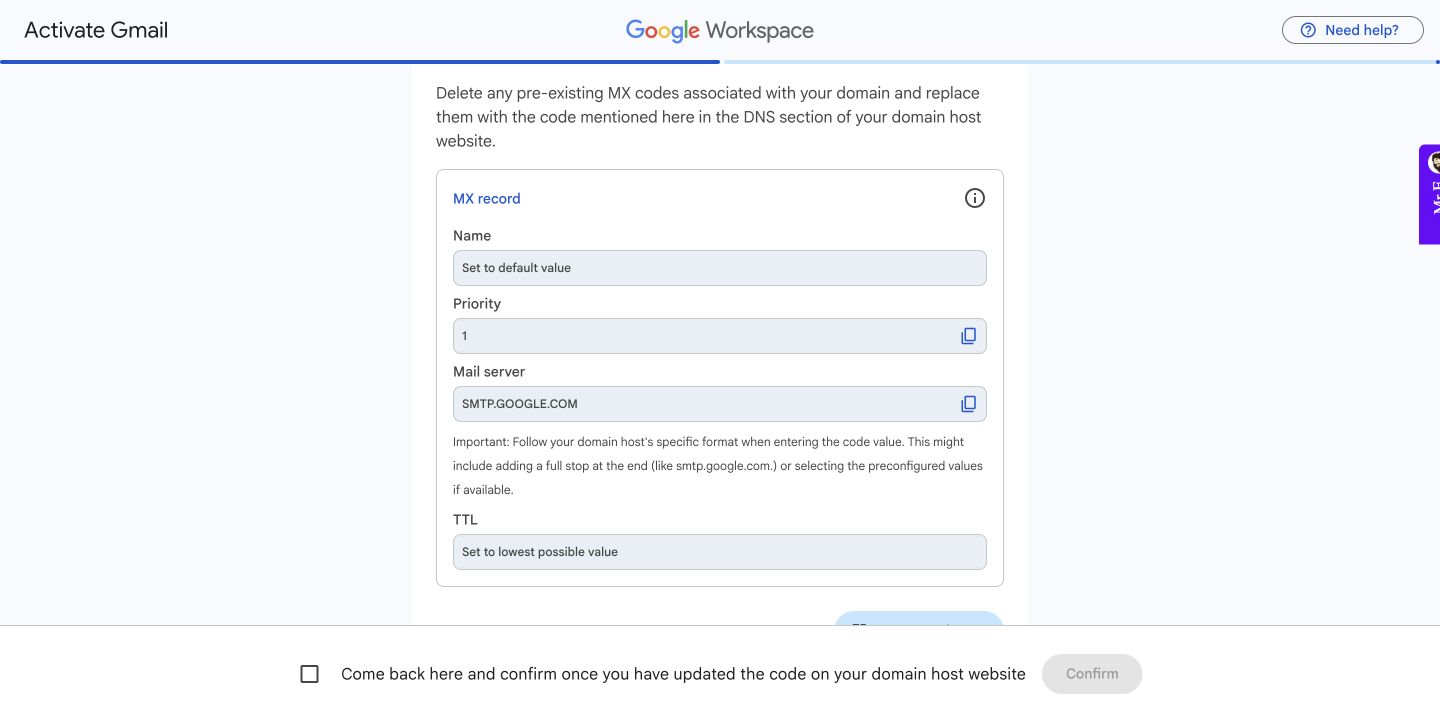 Activate Gmail
Google Workspace
Need help?
Delete any pre-existing MX codes associated with your domain and replace
them with the code mentioned here in the DNS section of your domain host
website.
MX record
Name
Set to default value
Priority
1
Mail server
SMTP.GOOGLE.COM
Important: Follow your domain host's specific format when entering the code value. This might
include adding a full stop at the end (like smtp.google.com.) or selecting the preconfigured values
if available.
TTL
Set to lowest possible value
Come back here and confirm once you have updated the code on your domain host website
Confirm